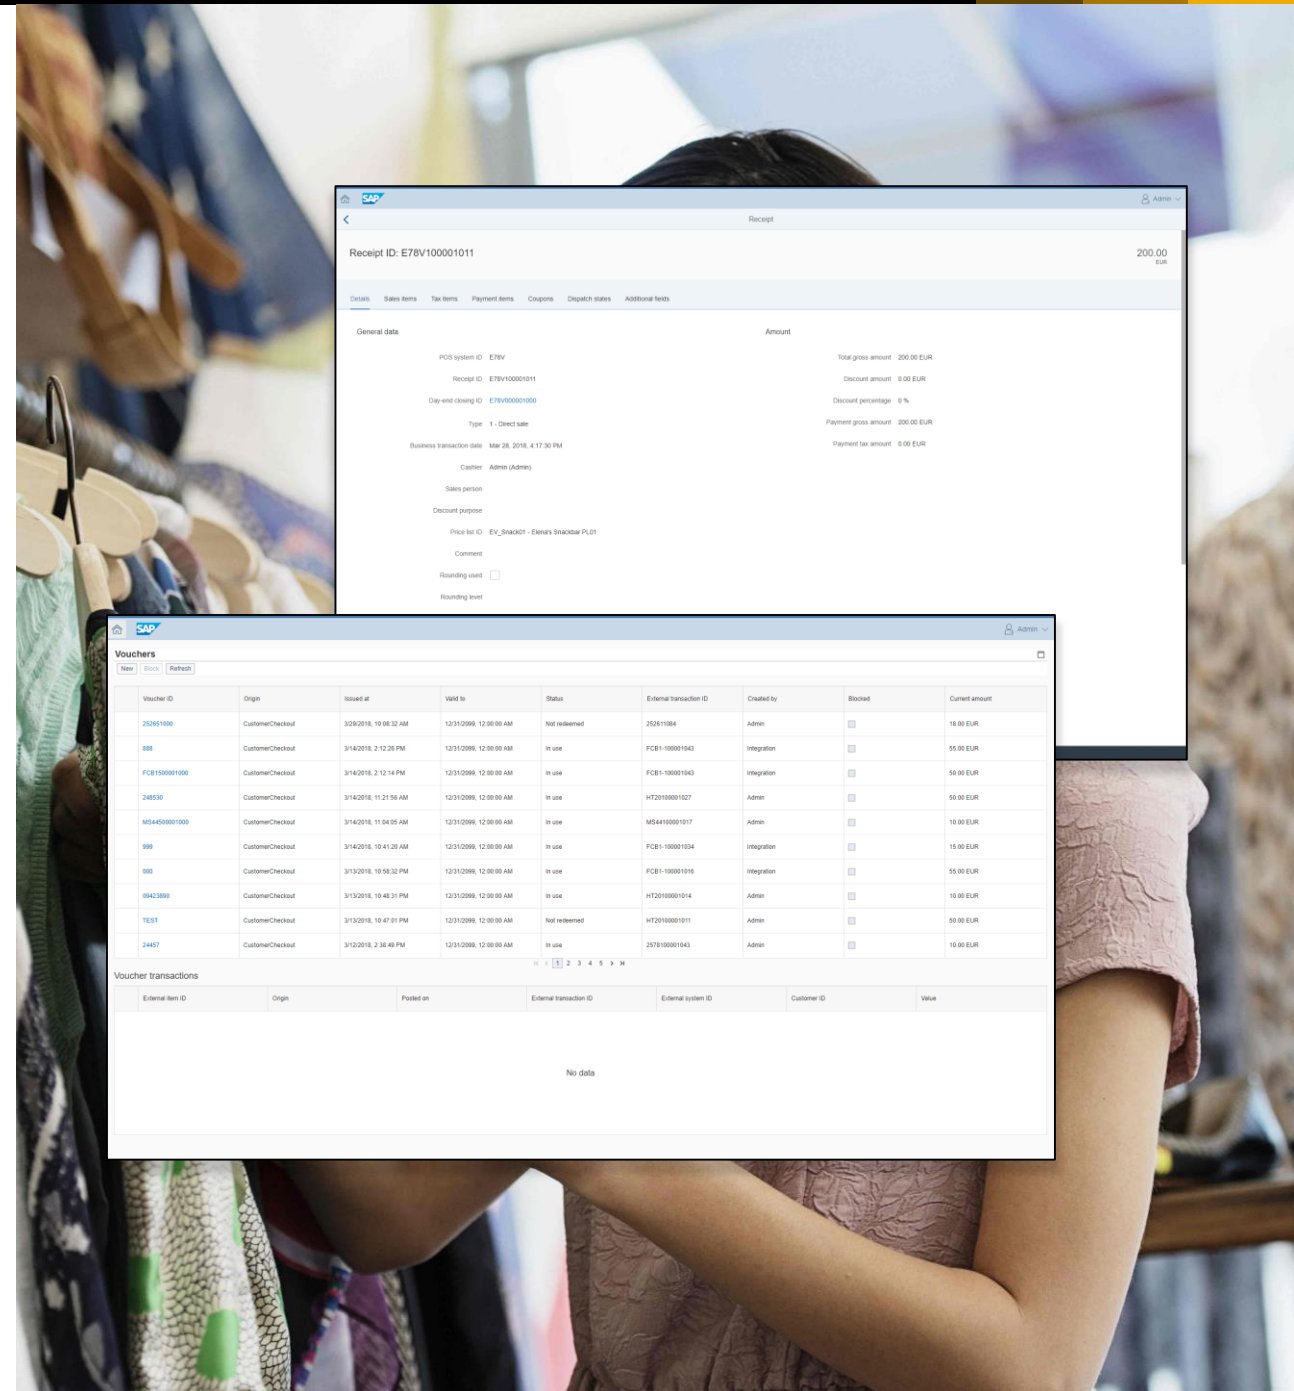 SAP
Admin
Receipt
Receipt ID: E78V100001011
200.00
EUR
Details Sales items Tax items Payment items Coupons Dispatch states Additional fields
General data
Amount
POS system ID E78V
Total gross amount 200.00 EUR
Receipt ID E78V100001011
Discount amount 0.00 EUR
Day-end closing ID E78V000001000
Discount percentage 0 %
Type 1 - Direct sale
Payment gross amount 200.00 EUR
Business transaction date Mar 28, 2018, 4:17:30 PM
Payment tax amount 0.00 EUR
Cashier Admin (Admin)
Sales person
Discount purpose
Price list ID EV_Snack01 - Elena's Snackbar PL01
Comment
Rounding used
Rounding level
SAP
Admin
Vouchers
New Block Refresh
Voucher ID Origin Issued at Valid to Status External transaction ID Created by Blocked Current amount
252651000 CustomerCheckout 3/29/2018, 10:08:32 AM 12/31/2099, 12:00:00 AM Not redeemed 252611084 Admin 18.00 EUR
888 CustomerCheckout 3/14/2018, 2:12:26 PM 12/31/2099, 12:00:00 AM In use FCB1-100001043 Integration 55.00 EUR
FCB1500001000 CustomerCheckout 3/14/2018, 2:12:14 PM 12/31/2099, 12:00:00 AM In use FCB1-100001043 Integration 50.00 EUR
248530 CustomerCheckout 3/14/2018, 11:21:56 AM 12/31/2099, 12:00:00 AM In use HT20100001027 Admin 50.00 EUR
MS44500001000 CustomerCheckout 3/14/2018, 11:04:05 AM 12/31/2099, 12:00:00 AM In use MS44100001017 Admin 10.00 EUR
999 CustomerCheckout 3/14/2018, 10:41:20 AM 12/31/2099, 12:00:00 AM In use FCB1-100001034 Integration 15.00 EUR
000 CustomerCheckout 3/13/2018, 10:58:32 PM 12/31/2099, 12:00:00 AM In use FCB1-100001016 Integration 55.00 EUR
09423890 CustomerCheckout 3/13/2018, 10:48:31 PM 12/31/2099, 12:00:00 AM In use HT20100001014 Admin 10.00 EUR
TEST CustomerCheckout 3/13/2018, 10:47:01 PM 12/31/2099, 12:00:00 AM Not redeemed HT20100001011 Admin 50.00 EUR
24457 CustomerCheckout 3/12/2018, 2:38:49 PM 12/31/2099, 12:00:00 AM In use 2578100001043 Admin 10.00 EUR
1 2 3 4 5
Voucher transactions
External item ID Origin Posted on External transaction ID External system ID Customer ID Value
No data